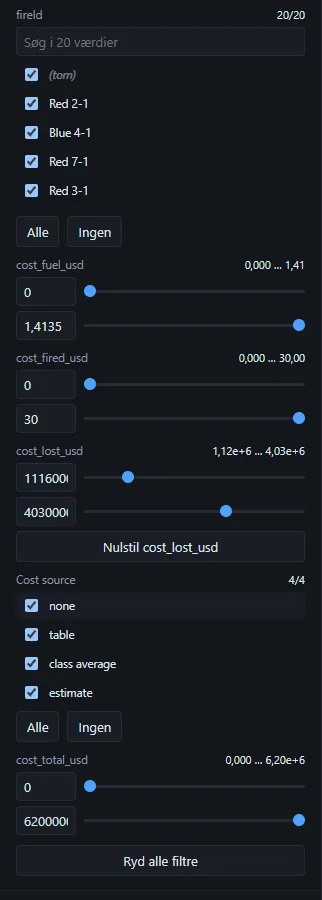 fireId 20/20
Søg i 20 værdier
(tom)
Red 2-1
Blue 4-1
Red 7-1
Red 3-1
Alle Ingen
cost_fuel_usd 0,000 ... 1,41
0
1,4135
cost_fired_usd 0,000 ... 30,00
0
30
cost_lost_usd 1,12e+6 ... 4,03e+6
111600
403000
Nulstil cost_lost_usd
Cost source 4/4
none
table
class average
estimate
Alle Ingen
cost_total_usd 0,000 ... 6,20e+6
0
620000
Ryd alle filtre